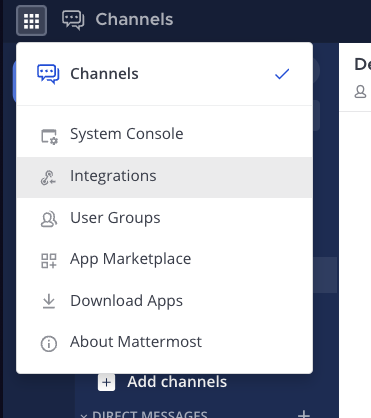 Channels
De
Channels
System Console
Integrations
User Groups
App Marketplace
Download Apps
About Mattermost
Add channels
DIRECT MESSAGES